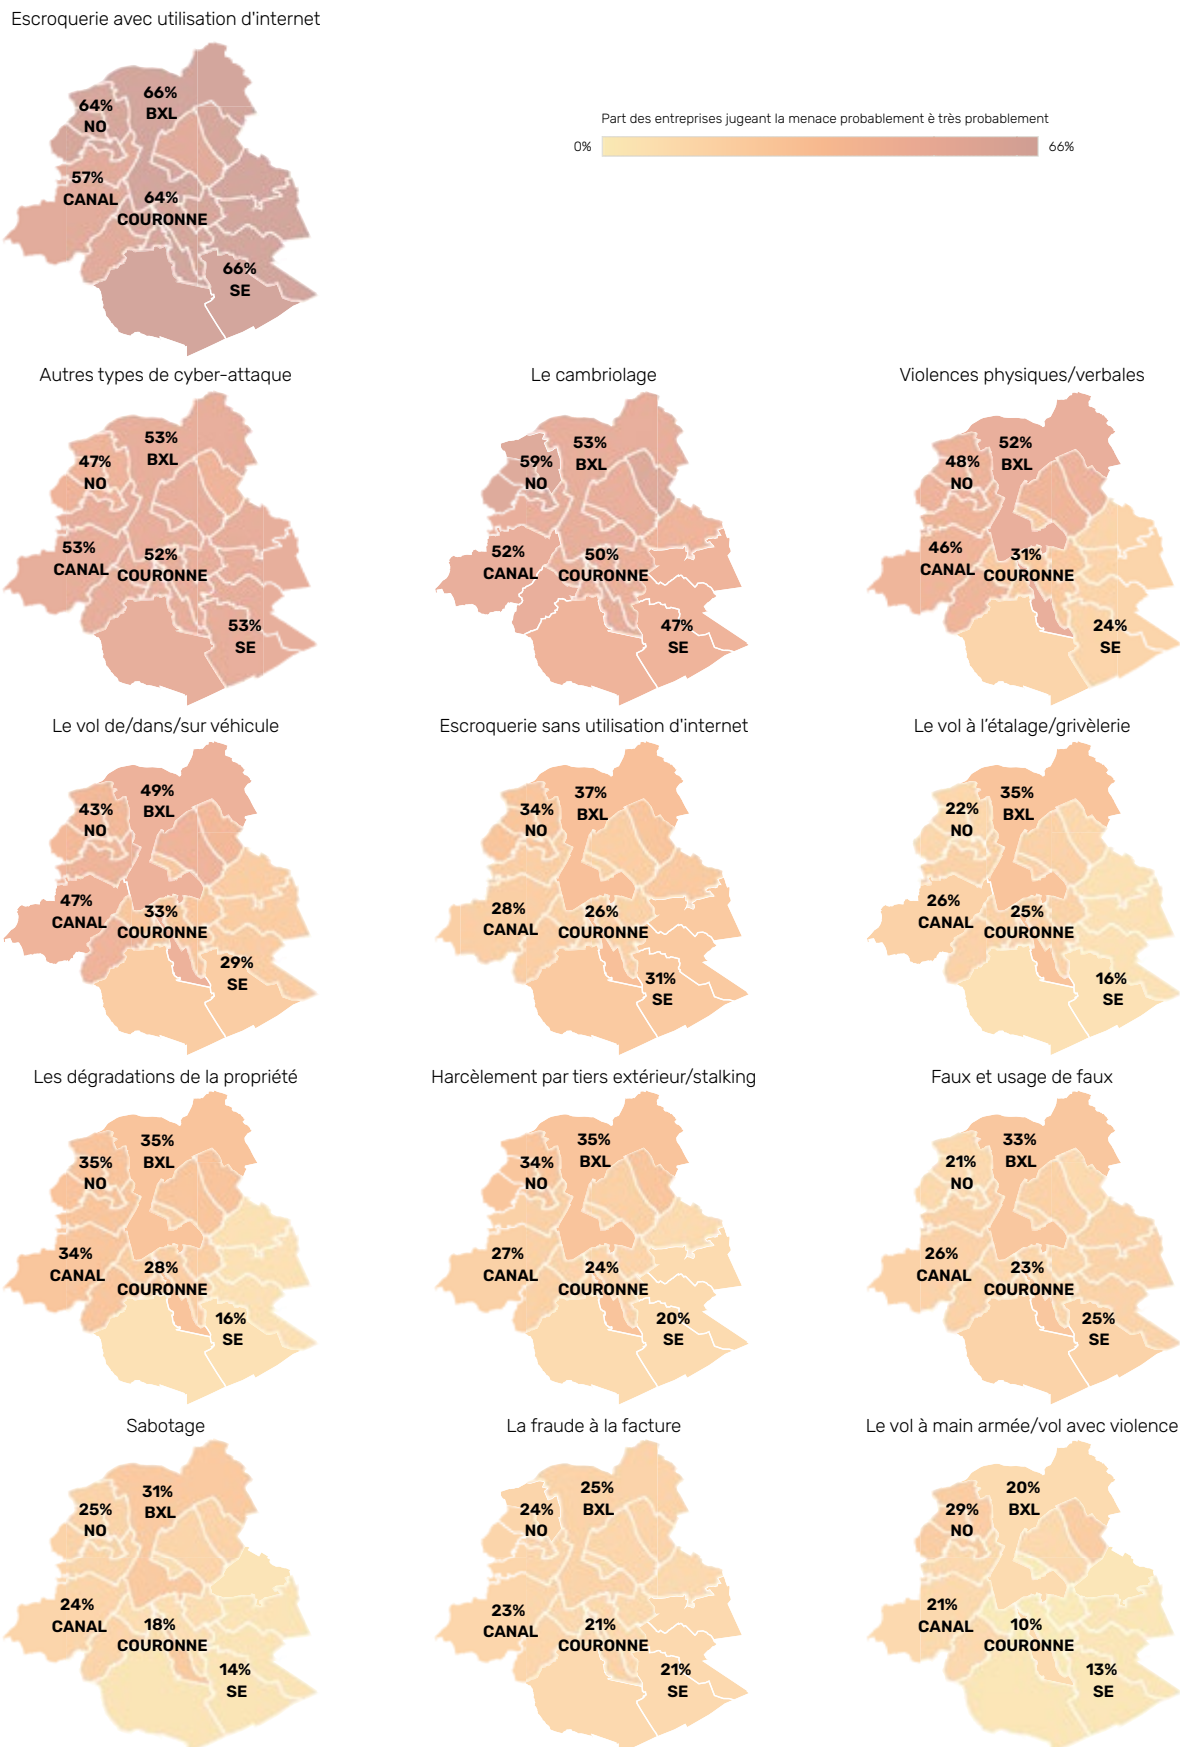 Escroquerie avec utilisation d'internet
66%
BXL
64%
NO
57%
CANAL
64%
COURONNE
66%
SE
Part des entreprises jugeant la menace probablement è très probablement
0%
66%
Autres types de cyber-attaque
53%
BXL
47%
NO
53%
CANAL
52%
COURONNE
53%
SE
Le cambriolage
53%
BXL
59%
NO
52%
CANAL
50%
COURONNE
47%
SE
Violences physiques/verbales
52%
BXL
48%
NO
46%
CANAL
31%
COURONNE
24%
SE
Le vol de/dans/sur véhicule
49%
BXL
43%
NO
47%
CANAL
33%
COURONNE
29%
SE
Escroquerie sans utilisation d'internet
37%
BXL
34%
NO
28%
CANAL
26%
COURONNE
31%
SE
Le vol à l’étalage/grivèlerie
35%
BXL
22%
NO
26%
CANAL
25%
COURONNE
16%
SE
Les dégradations de la propriété
35%
BXL
35%
NO
34%
CANAL
28%
COURONNE
16%
SE
Harcèlement par tiers extérieur/stalking
35%
BXL
34%
NO
27%
CANAL
24%
COURONNE
20%
SE
Faux et usage de faux
33%
BXL
21%
NO
26%
CANAL
23%
COURONNE
25%
SE
Sabotage
31%
BXL
25%
NO
24%
CANAL
18%
COURONNE
14%
SE
La fraude à la facture
25%
BXL
24%
NO
23%
CANAL
21%
COURONNE
21%
SE
Le vol à main armée/vol avec violence
20%
BXL
29%
NO
21%
CANAL
10%
COURONNE
13%
SE